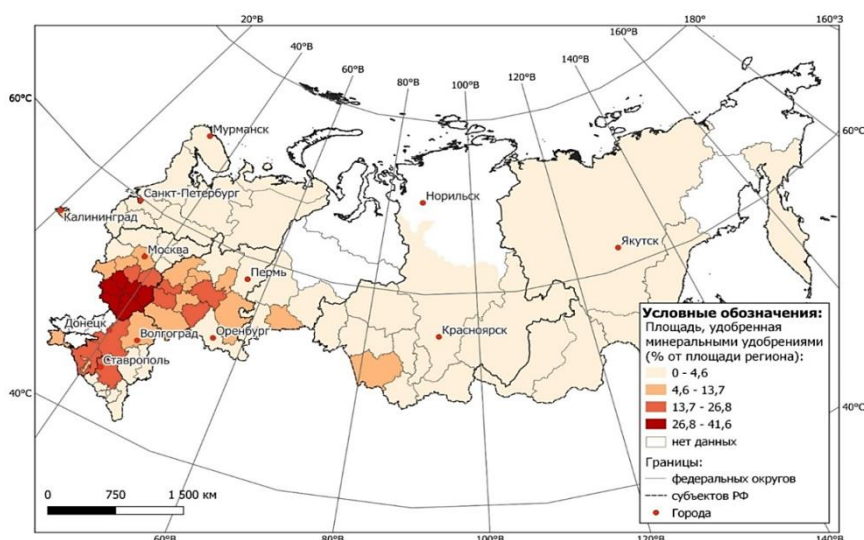 20°В
180°
160°З
40°В
160°В
60°В
80°В
100°В
120°В
140°В
60°С
Мурманск
60°С
Санкт-Петербург
Норильск
Калининград
Москва
Якутск
Пермь
Донецк
Волгоград
Оренбург
Красноярск
Ставрополь
40°С
40°С
Условные обозначения:
Площадь, удобренная
минеральными удобрениями
(% от площади региона):
0 - 4,6
4,6 - 13,7
13,7 - 26,8
26,8 - 41,6
нет данных
Границы:
федеральных округов
субъектов РФ
Города
0 750 1 500 км
60°В
80°В
100°В
120°В
140°В